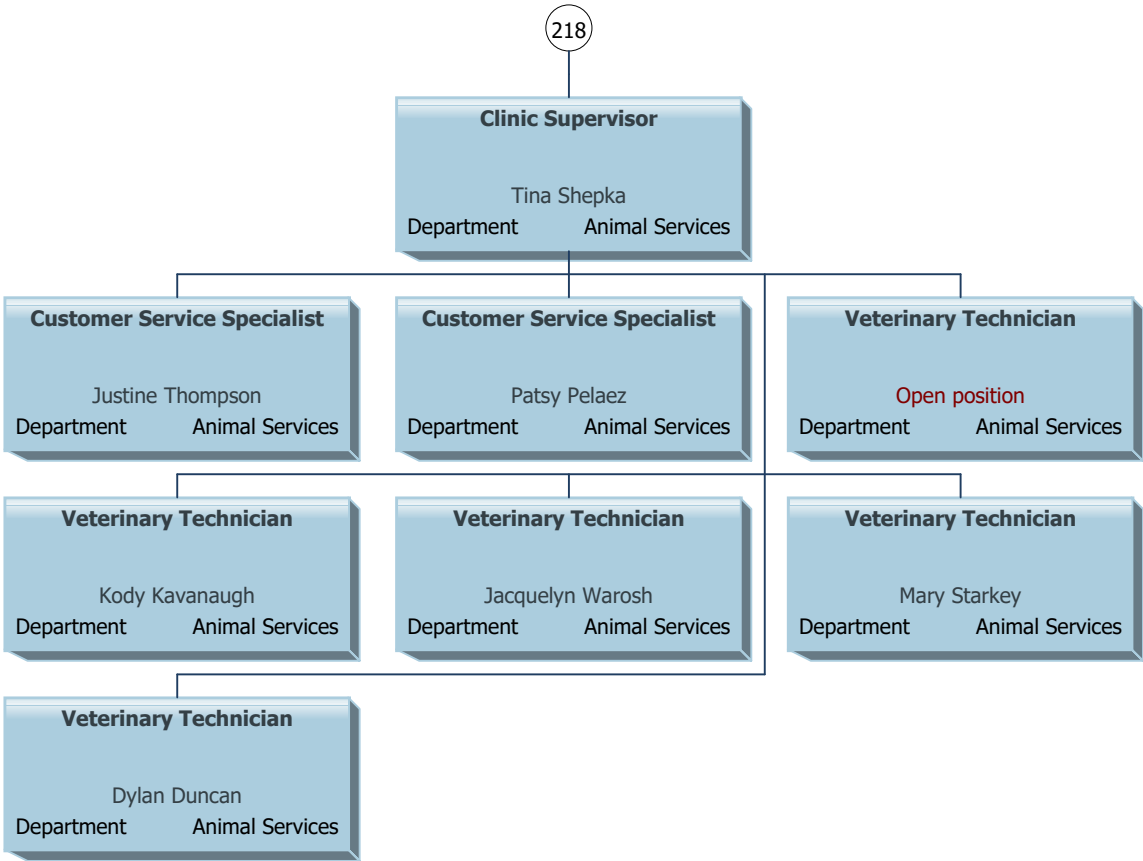 218
Clinic Supervisor
Tina Shepka
Department Animal Services
Customer Service Specialist
Justine Thompson
Department Animal Services
Customer Service Specialist
Patsy Pelaez
Department Animal Services
Veterinary Technician
Open position
Department Animal Services
Veterinary Technician
Kody Kavanaugh
Department Animal Services
Veterinary Technician
Jacquelyn Warosh
Department Animal Services
Veterinary Technician
Mary Starkey
Department Animal Services
Veterinary Technician
Dylan Duncan
Department Animal Services